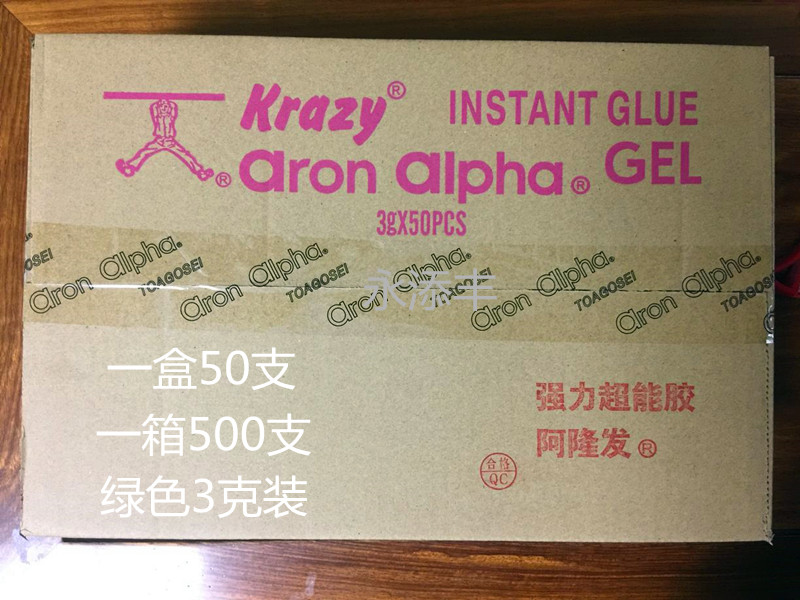 Krazy® INSTANT GLUE
® aron alpha® GEL
3gX50PCS
aron alpha® TOAGOSEI aron alpha® TOAGOSEI aron alpha® TOAGOSEI aron alpha® TOAGOSEI aron alpha® TOAGOSEI
永添丰
一盒50支
一箱500支
绿色3克装
强力超能胶
阿隆发®
合格
QC